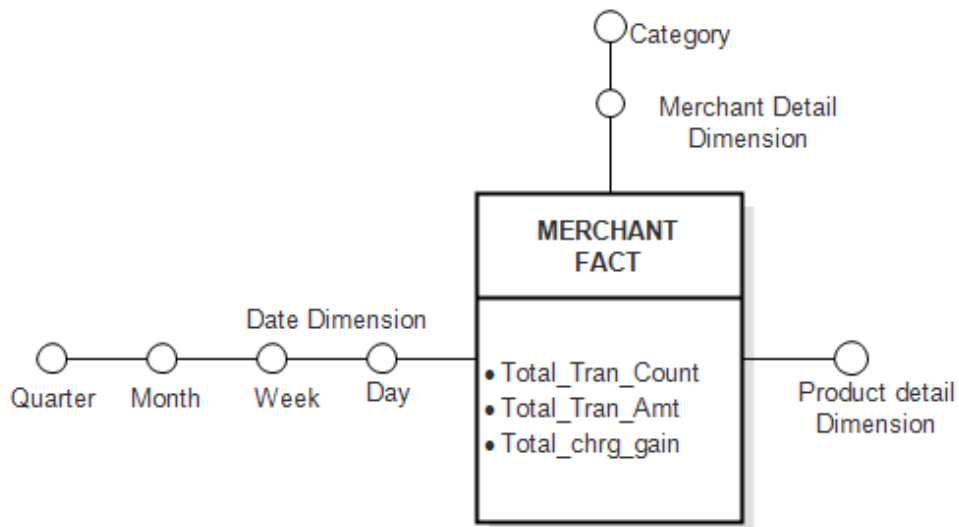 Category
Merchant Detail
Dimension
MERCHANT
FACT
Date Dimension
Quarter
Month
Week
Day
• Total_Tran_Count
• Total_Tran_Amt
• Total_chrg_gain
Product detail
Dimension